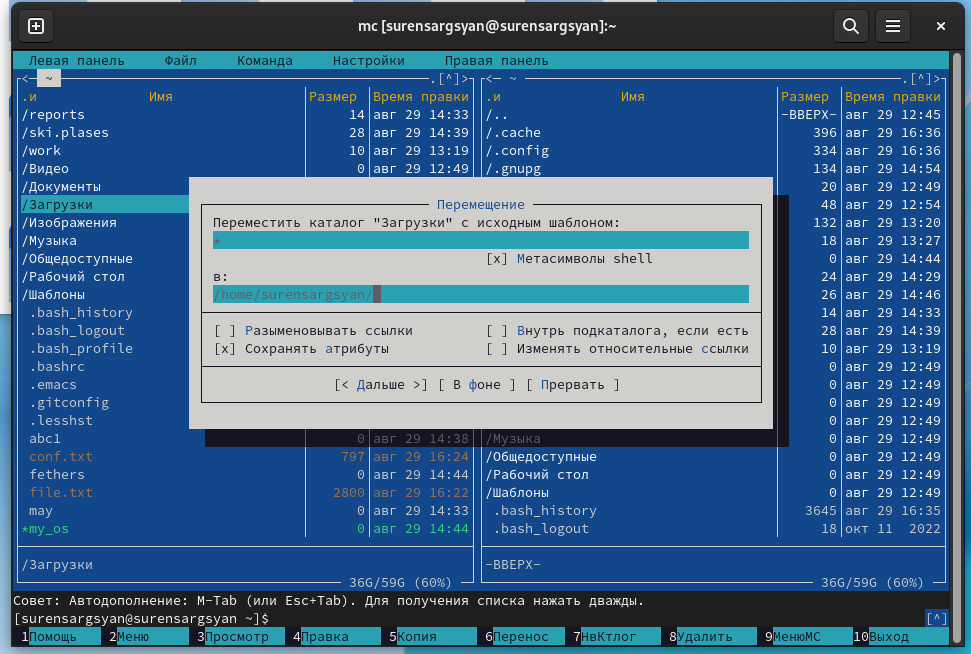 mc [surensargsyan@surensargsyan]:~
Левая панель Файл Команда Настройки Правая панель
<— ~ .[^]> <— ~ .[^]>
.и Имя Размер Время правки .и Имя Размер Время правки
/reports 14 авг 29 14:33 /.. -ВВЕРХ- авг 29 12:45
/ski.plases 28 авг 29 14:39 /.cache 396 авг 29 16:36
/work 10 авг 29 13:19 /.config 334 авг 29 16:36
/Видео 0 авг 29 12:49 /.gnupg 134 авг 29 14:54
/Документы 20 авг 29 12:49
/Загрузки Перемещение 48 авг 29 12:54
/Изображения Переместить каталог "Загрузки" с исходным шаблоном: 132 авг 29 13:20
/Музыка * 18 авг 29 13:27
/Общедоступные [x] Метасимволы shell 0 авг 29 14:44
/Рабочий стол в: 24 авг 29 14:29
/Шаблоны /home/surensargsyan/ 26 авг 29 14:46
.bash_history 14 авг 29 14:33
.bash_logout [ ] Разыменовывать ссылки [ ] Внутрь подкаталога, если есть 28 авг 29 14:39
.bash_profile [x] Сохранять атрибуты [ ] Изменять относительные ссылки 10 авг 29 13:19
.bashrc 0 авг 29 12:49
.emacs [< Дальше >] [ В фоне ] [ Прервать ] 0 авг 29 12:49
.gitconfig 0 авг 29 12:49
.lesshst 0 авг 29 12:49
abc1 0 авг 29 14:38 /Музыка 0 авг 29 12:49
conf.txt 797 авг 29 16:24 /Общедоступные 0 авг 29 12:49
fethers 0 авг 29 14:44 /Рабочий стол 0 авг 29 12:49
file.txt 2800 авг 29 16:22 /Шаблоны 0 авг 29 12:49
may 0 авг 29 14:33 .bash_history 3645 авг 29 16:35
*my_os 0 авг 29 14:44 .bash_logout 18 окт 11 2022
/Загрузки -ВВЕРХ-
36G/59G (60%) 36G/59G (60%)
Совет: Автодополнение: M-Tab (или Esc+Tab). Для получения списка нажать дважды.
[surensargsyan@surensargsyan ~]$ [^]
1Помощь 2Меню 3Просмотр 4Правка 5Копия 6Перенос 7НвКтлог 8Удалить 9МенюМС 10Выход